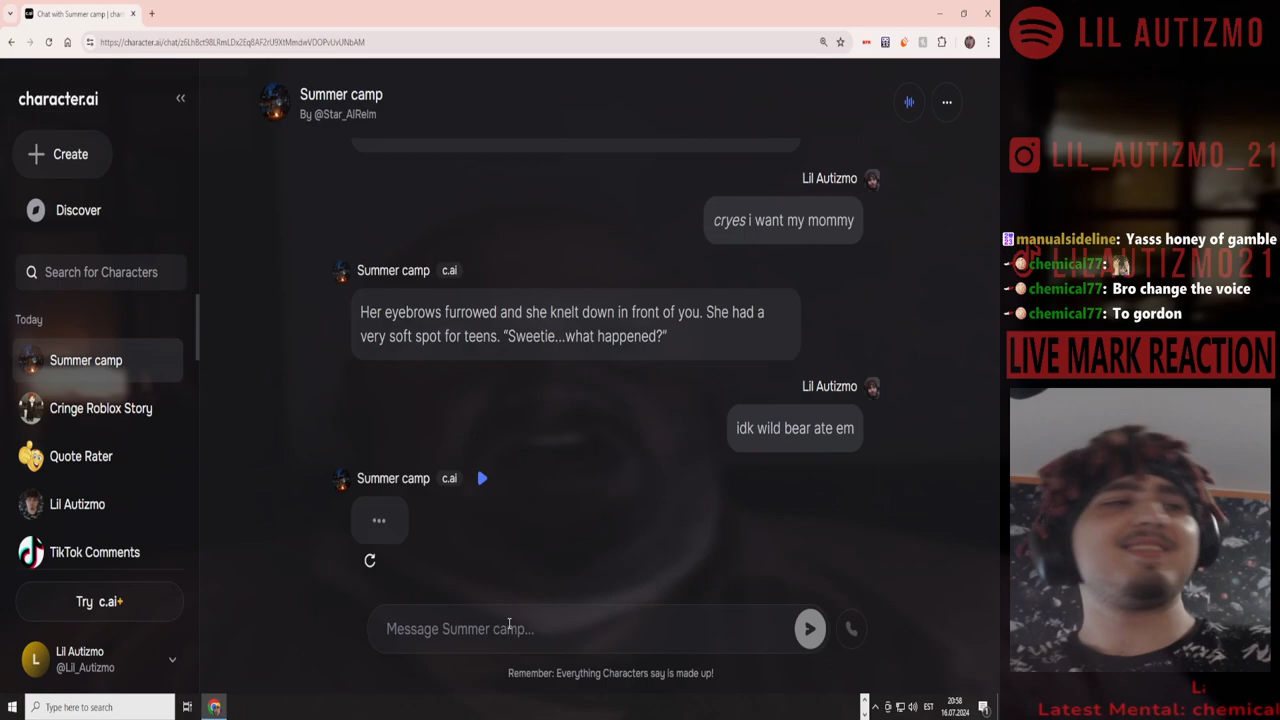 Chat with Summer camp | chara
https://character.ai/chat/
character.ai
Create
Discover
Search for Characters
Today
Summer camp
Cringe Roblox Story
Quote Rater
Lil Autizmo
TikTok Comments
Try c.ai+
L
Lil Autizmo
@Lil_Autizmo
Summer camp
By @Star_AIRelm
Lil Autizmo
cryes i want my mommy
Summer camp c.ai
Her eyebrows furrowed and she knelt down in front of you. She had a
very soft spot for teens. “Sweetie...what happened?”
Lil Autizmo
idk wild bear ate em
Summer camp c.ai
Message Summer camp...
Remember: Everything Characters say is made up!
LIL AUTIZMO
LIL_AUTIZMO_21
manualsideline: Yasss honey of gamble
chemical77:
LIL AUTIZMO21
chemical77: Bro change the voice
chemical77: To gordon
LIVE MARK REACTION
Li
Latest Mental: chemical
Type here to search
EST
20:58
16.07.2024